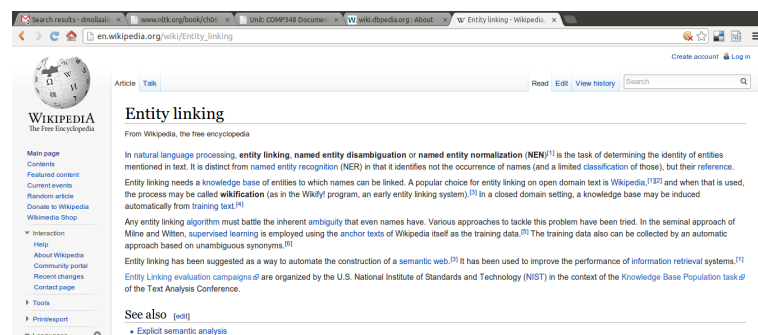 Search results - dmollaalic
www.nltk.org/book/ch06
Unit: COMP348 Documen
wiki.dbpedia.org : About
W Entity linking - Wikipedia,
en.wikipedia.org/wiki/Entity_linking
Create account Log in
Article Talk Read Edit View history Search
WIKIPEDIA
The Free Encyclopedia
Main page
Contents
Featured content
Current events
Random article
Donate to Wikipedia
Wikimedia Shop
Interaction
Help
About Wikipedia
Community portal
Recent changes
Contact page
Tools
Print/export
Languages
Entity linking
From Wikipedia, the free encyclopedia
In natural language processing, entity linking, named entity disambiguation or named entity normalization (NEN)[1] is the task of determining the identity of entities
mentioned in text. It is distinct from named entity recognition (NER) in that it identifies not the occurrence of names (and a limited classification of those), but their reference.
Entity linking needs a knowledge base of entities to which names can be linked. A popular choice for entity linking on open domain text is Wikipedia,[1][2] and when that is used,
the process may be called wikification (as in the Wikify! program, an early entity linking system).[3] In a closed domain setting, a knowledge base may be induced
automatically from training text.[4]
Any entity linking algorithm must battle the inherent ambiguity that even names have. Various approaches to tackle this problem have been tried. In the seminal approach of
Milne and Witten, supervised learning is employed using the anchor texts of Wikipedia itself as the training data.[5] The training data also can be collected by an automatic
approach based on unambiguous synonyms.[6]
Entity linking has been suggested as a way to automate the construction of a semantic web.[3] It has been used to improve the performance of information retrieval systems.[1]
Entity Linking evaluation campaigns are organized by the U.S. National Institute of Standards and Technology (NIST) in the context of the Knowledge Base Population task
of the Text Analysis Conference.
See also [edit]
• Explicit semantic analysis